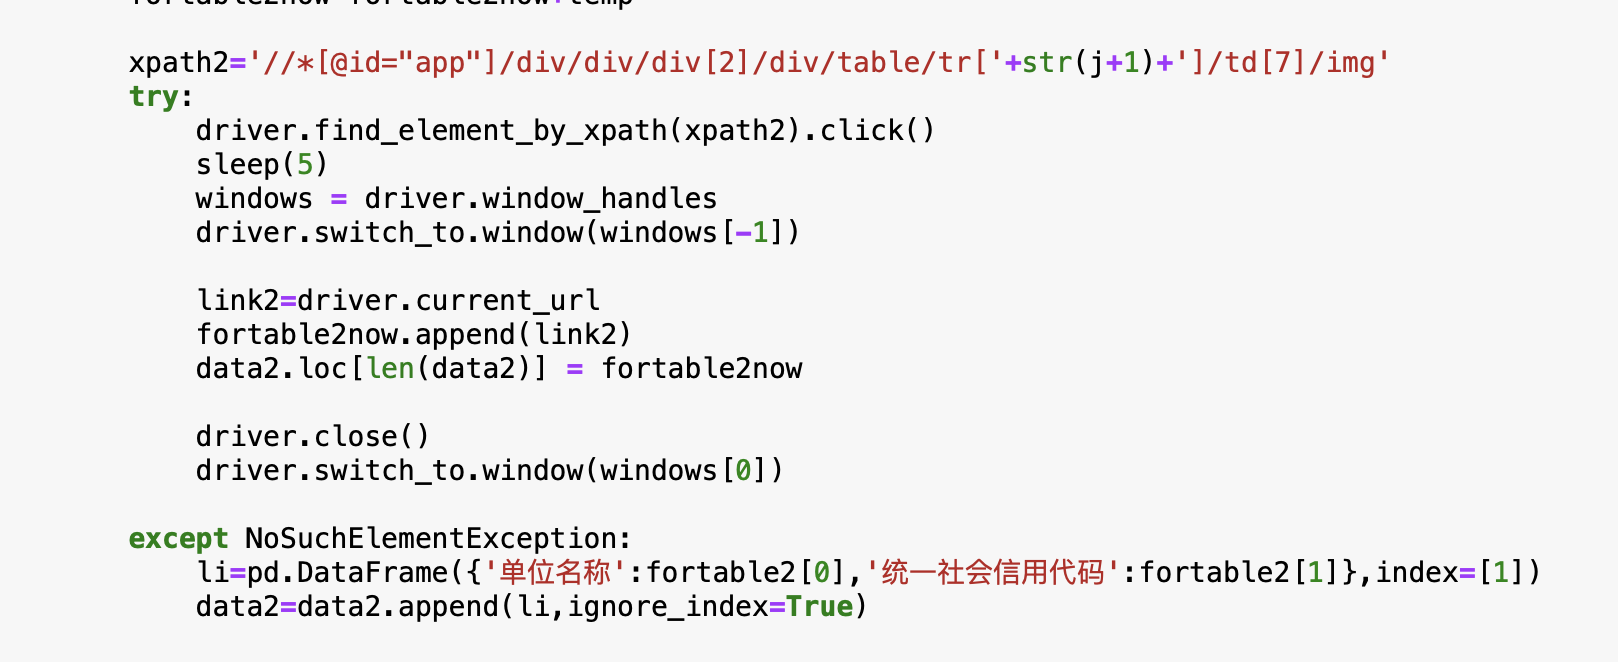 fortable2now=fortable2now+temp
xpath2='//*[@id="app"]/div/div/div[2]/div/table/tr['+str(j+1)+']/td[7]/img'
try:
    driver.find_element_by_xpath(xpath2).click()
    sleep(5)
    windows = driver.window_handles
    driver.switch_to.window(windows[-1])
    link2=driver.current_url
    fortable2now.append(link2)
    data2.loc[len(data2)] = fortable2now
    driver.close()
    driver.switch_to.window(windows[0])
except NoSuchElementException:
    li=pd.DataFrame({'单位名称':fortable2[0],'统一社会信用代码':fortable2[1]},index=[1])
    data2=data2.append(li,ignore_index=True)